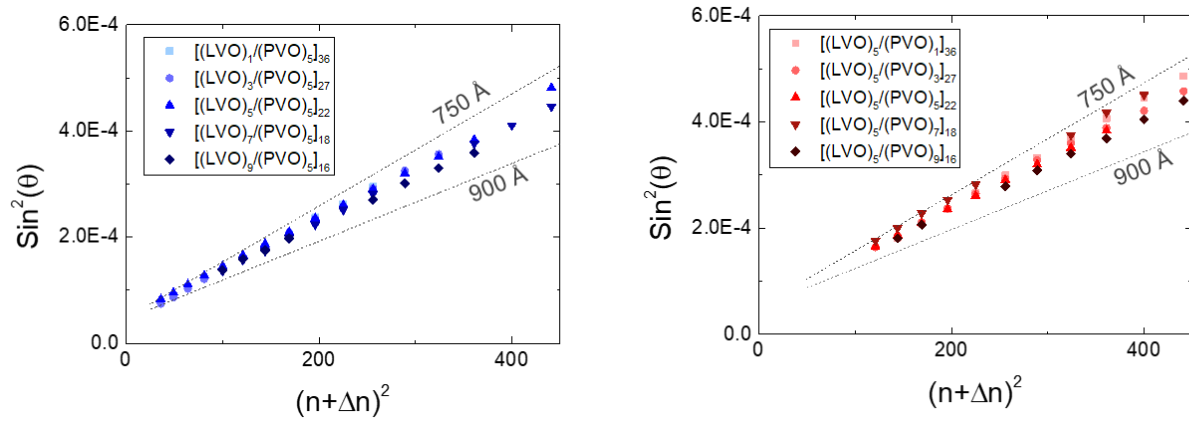 6.0E-4
[(LVO)1/(PVO)5]36
[(LVO)3/(PVO)5]27
[(LVO)5/(PVO)5]22
[(LVO)7/(PVO)5]18
[(LVO)9/(PVO)5]16
750 Å
900 Å
4.0E-4
2.0E-4
0.0
Sin²(θ)
0 200 400
(n+Δn)²
6.0E-4
[(LVO)5/(PVO)1]36
[(LVO)5/(PVO)3]27
[(LVO)5/(PVO)5]22
[(LVO)5/(PVO)7]18
[(LVO)5/(PVO)9]16
750 Å
900 Å
4.0E-4
2.0E-4
0.0
Sin²(θ)
0 200 400
(n+Δn)²